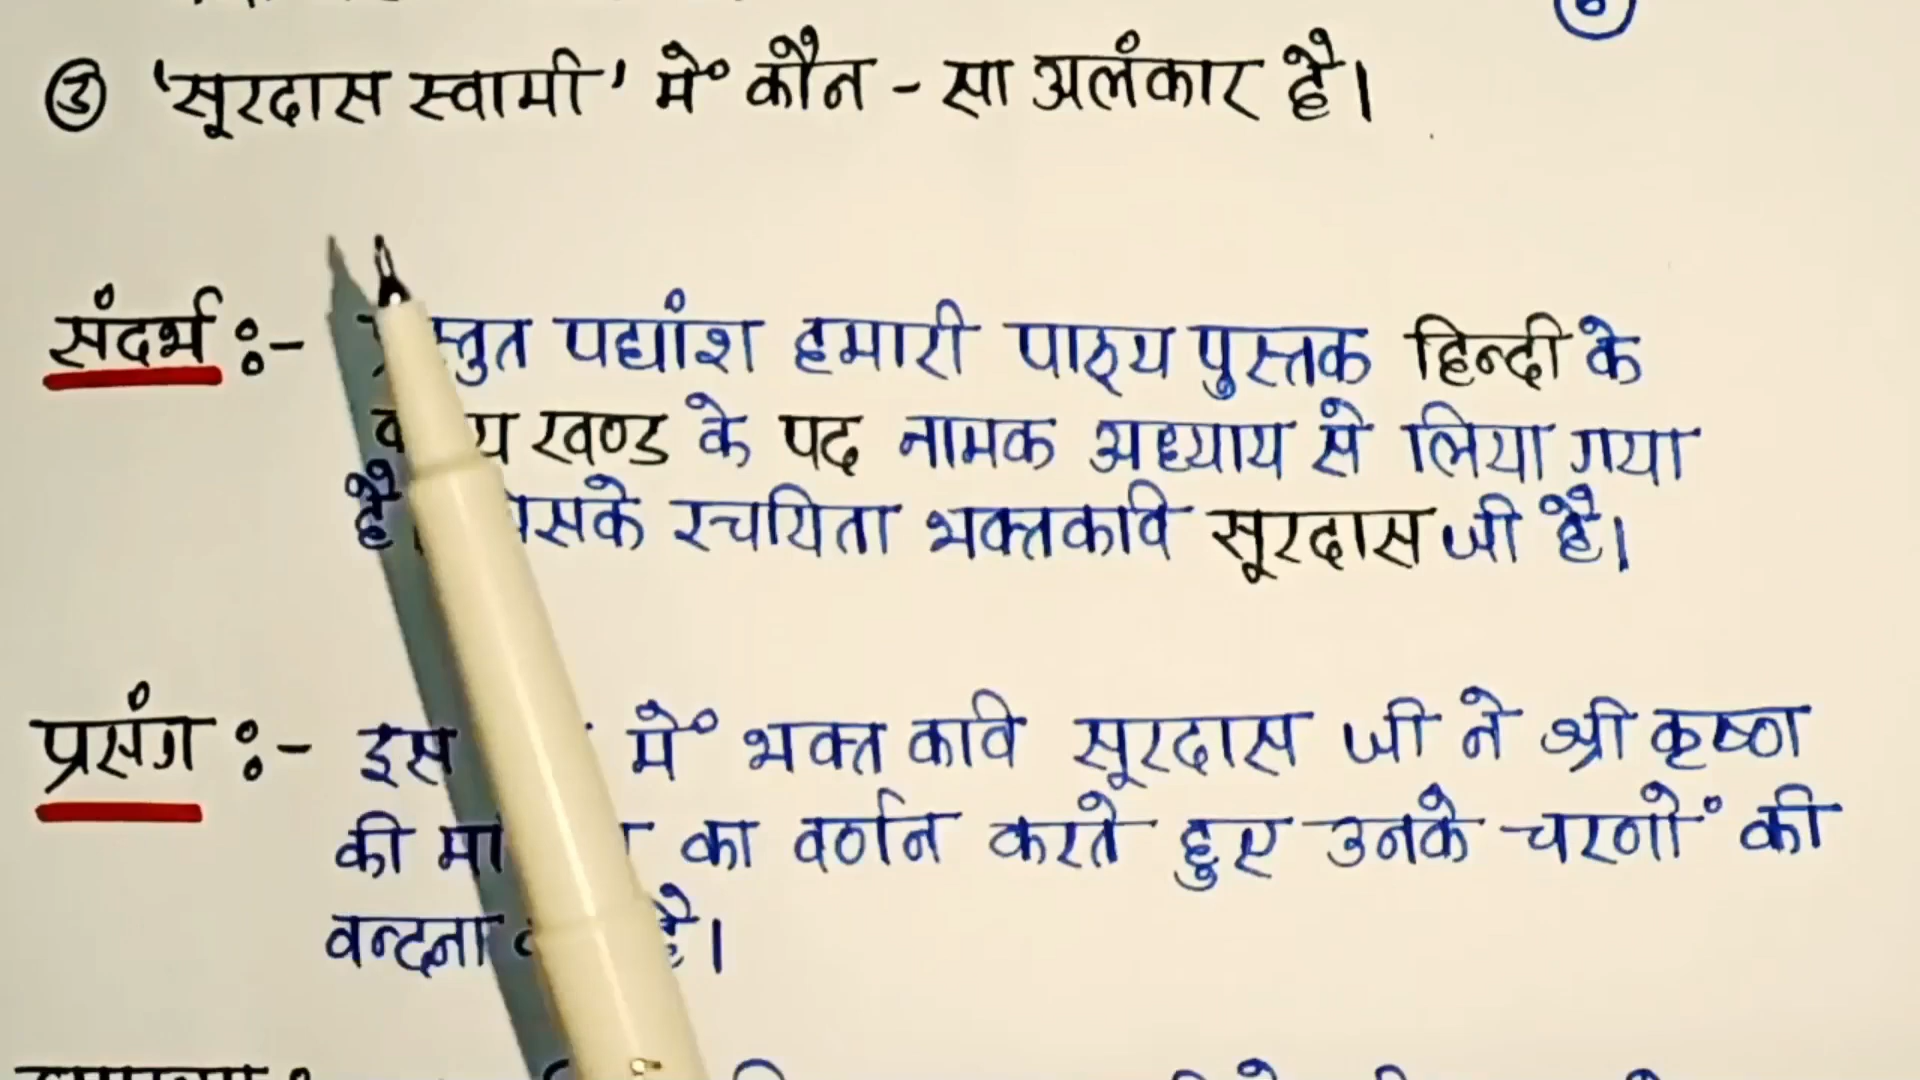 ③ 'सूरदास स्वामी' में कौन - सा अलंकार है।
संदर्भ :- पद्यांश हमारी पाठ्य पुस्तक हिन्दी के
खण्ड के पद नामक अध्याय से लिया गया
है रचयिता भक्तकवि सूरदास जी है।
प्रसंग :- इस में भक्त कवि सूरदास जी ने श्री कृष्ण
की का वर्णन करते हुए उनके चरणों की
वन्दना है।